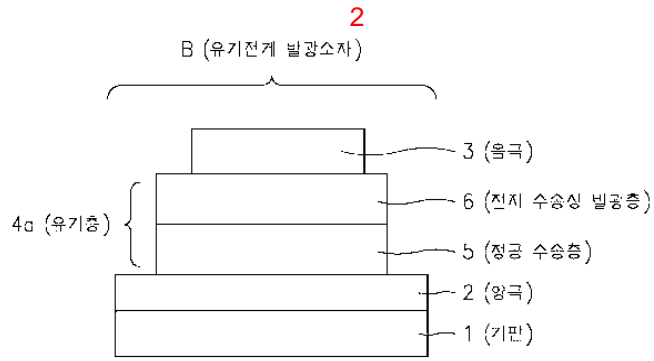 2
B (유기전계 발광소자)
3 (음극)
6 (전자 수송성 발광층)
4a (유기층)
5 (정공 수송층)
2 (양극)
1 (기판)